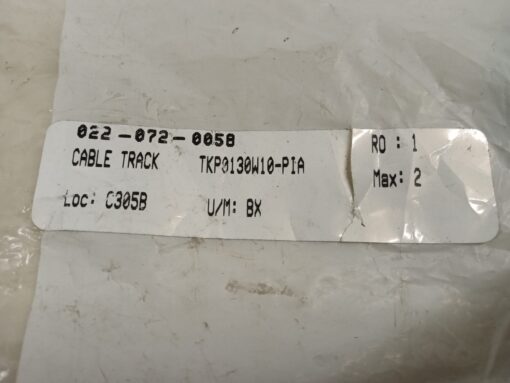 022-072-0058
CABLE TRACK TKP0130W10-PIA
Loc: C305B U/M: BX
RO : 1
Max: 2